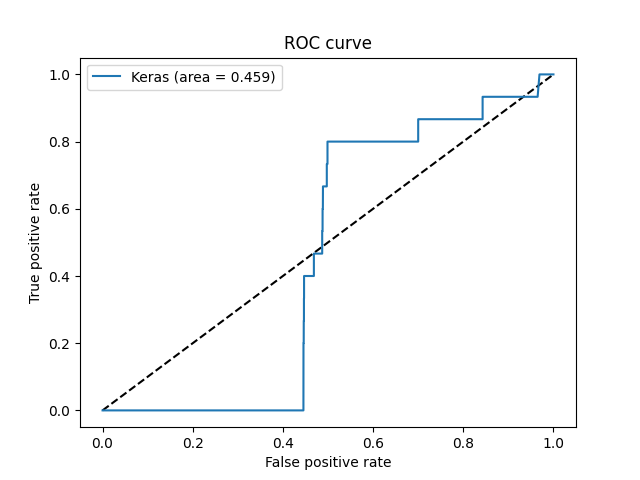 ROC curve
Keras (area = 0.459)
1.0
0.8
0.6
0.4
0.2
0.0
True positive rate
0.0 0.2 0.4 0.6 0.8 1.0
False positive rate